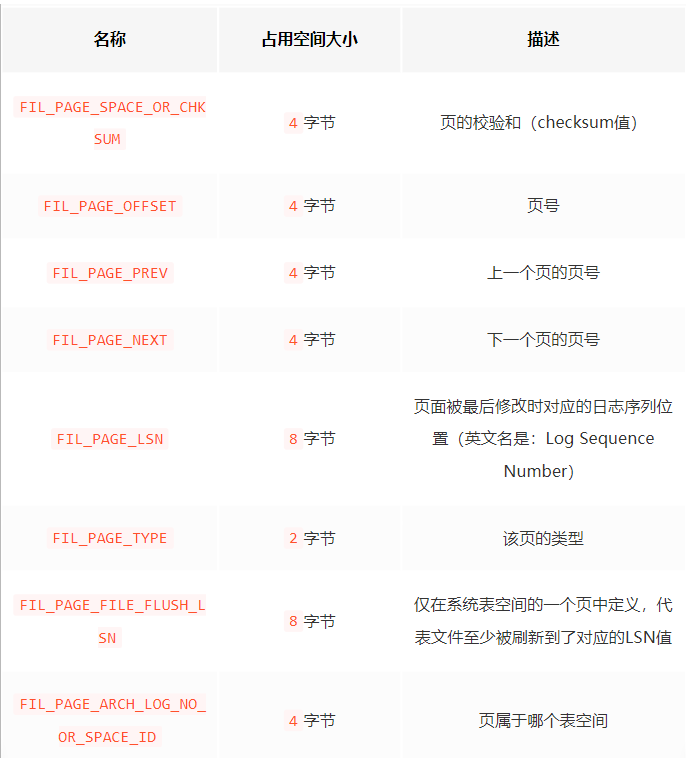 名称 占用空间大小 描述
FIL_PAGE_SPACE_OR_CHK
SUM
4 字节
页的校验和（checksum值）
FIL_PAGE_OFFSET 4 字节 页号
FIL_PAGE_PREV 4 字节 上一个页的页号
FIL_PAGE_NEXT 4 字节 下一个页的页号
FIL_PAGE_LSN
8 字节
页面被最后修改时对应的日志序列位
置（英文名是：Log Sequence
Number）
FIL_PAGE_TYPE 2 字节 该页的类型
FIL_PAGE_FILE_FLUSH_L
SN
8 字节
仅在系统表空间的一个页中定义，代
表文件至少被刷新到了对应的LSN值
FIL_PAGE_ARCH_LOG_NO_
OR_SPACE_ID
4 字节
页属于哪个表空间